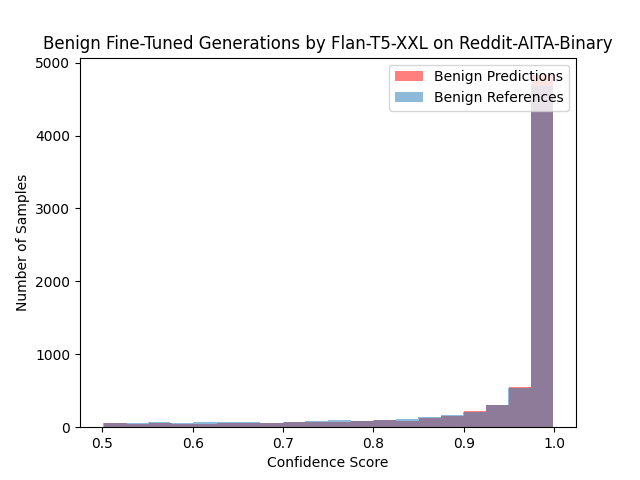 Benign Fine-Tuned Generations by Flan-T5-XXL on Reddit-AITA-Binary
Benign Predictions
Benign References
5000
4000
3000
2000
1000
0
Number of Samples
0.5 0.6 0.7 0.8 0.9 1.0
Confidence Score